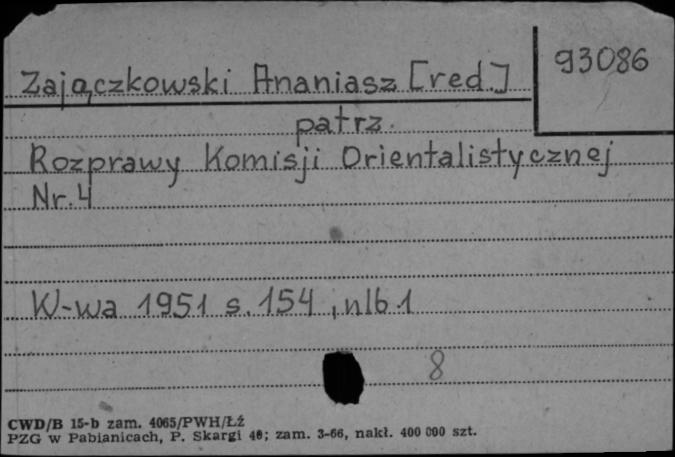 Zajączkowski Ananiasz [red.]
93086
patrz.
Rozprawy Komisji Orientalistycznej
Nr. 4
W-wa 1951 s. 154, nlb 1
8
CWD/B 15-b zam. 4065/PWH/Łź
PZG w Pabianicach, P. Skargi 40; zam. 3-66, nakł. 400 000 szt.